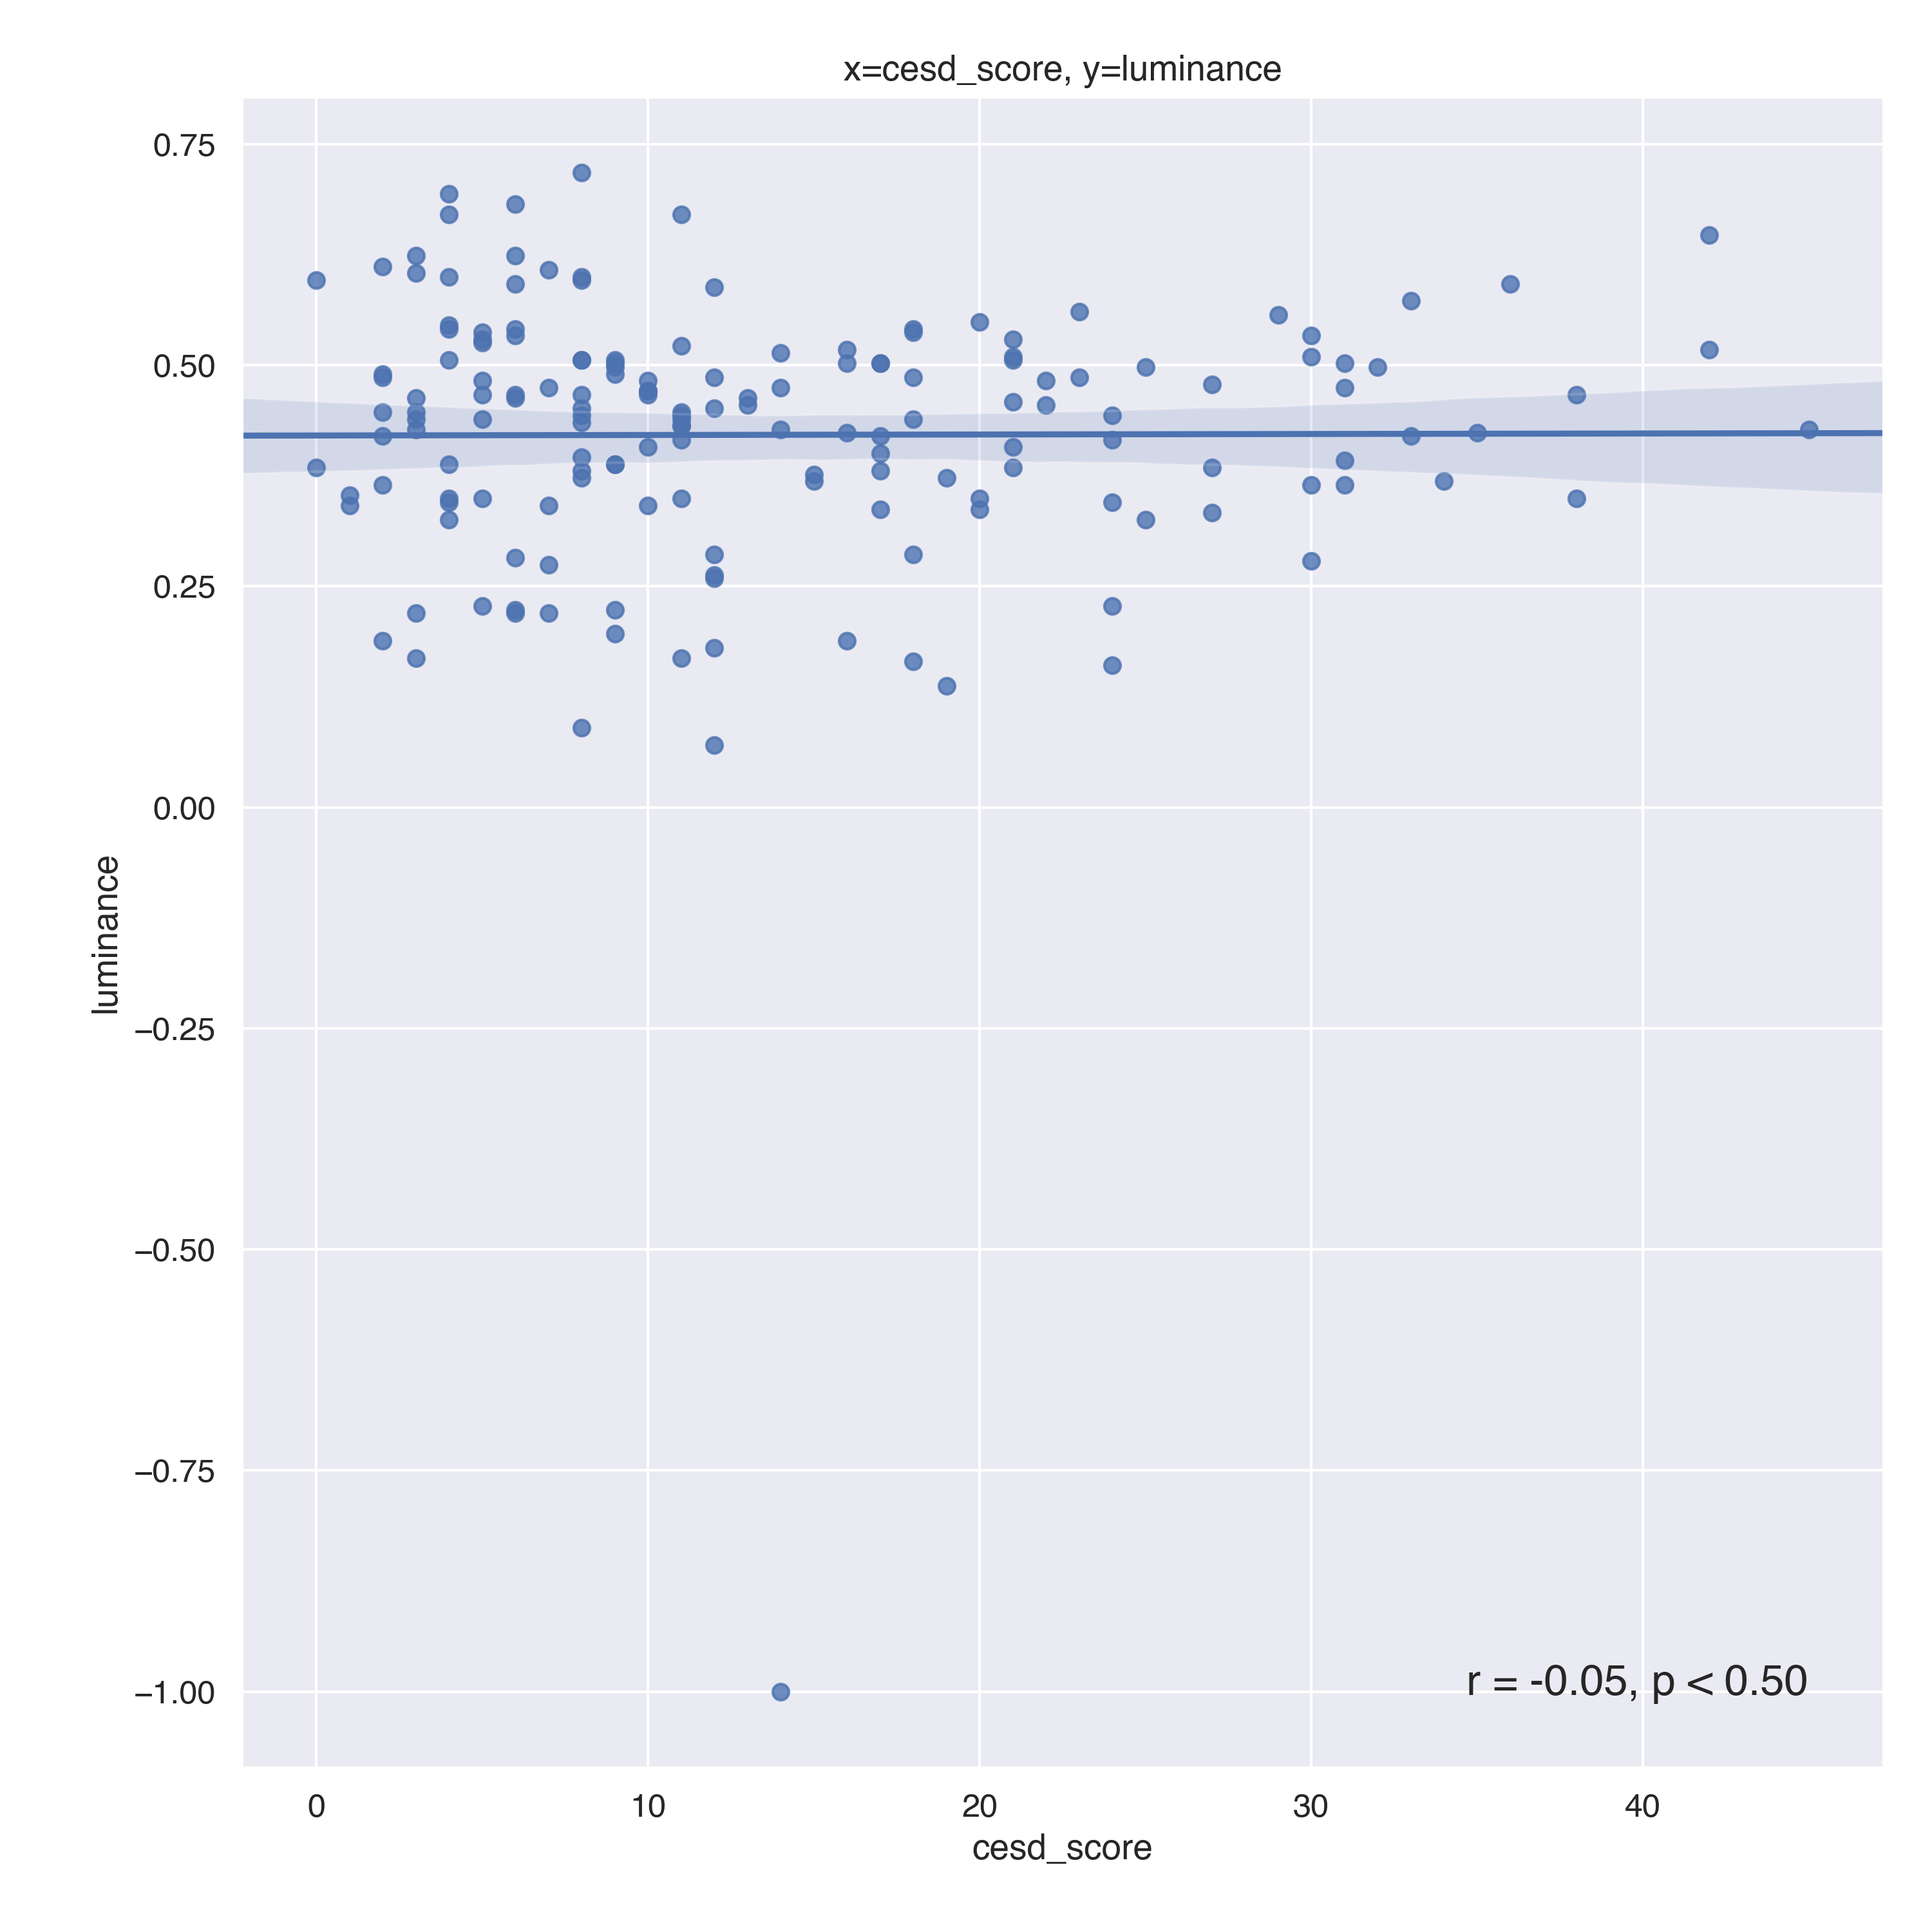 x=cesd_score, y=luminance
0.75
0.50
0.25
0.00
−0.25
−0.50
−0.75
−1.00
luminance
r = -0.05, p < 0.50
0 10 20 30 40
cesd_score